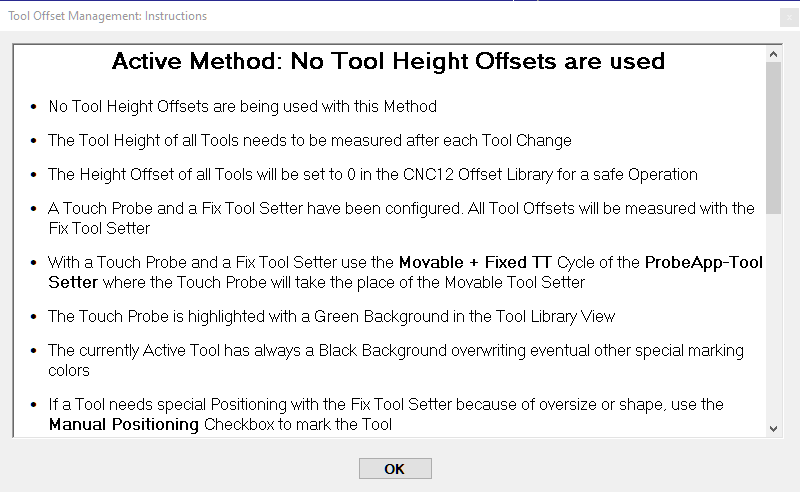 Tool Offset Management: Instructions
x
Active Method: No Tool Height Offsets are used
• No Tool Height Offsets are being used with this Method
• The Tool Height of all Tools needs to be measured after each Tool Change
• The Height Offset of all Tools will be set to 0 in the CNC12 Offset Library for a safe Operation
• A Touch Probe and a Fix Tool Setter have been configured. All Tool Offsets will be measured with the
Fix Tool Setter
• With a Touch Probe and a Fix Tool Setter use the Movable + Fixed TT Cycle of the ProbeApp-Tool
Setter where the Touch Probe will take the place of the Movable Tool Setter
• The Touch Probe is highlighted with a Green Background in the Tool Library View
• The currently Active Tool has always a Black Background overwriting eventual other special marking
colors
• If a Tool needs special Positioning with the Fix Tool Setter because of oversize or shape, use the
Manual Positioning Checkbox to mark the Tool
OK